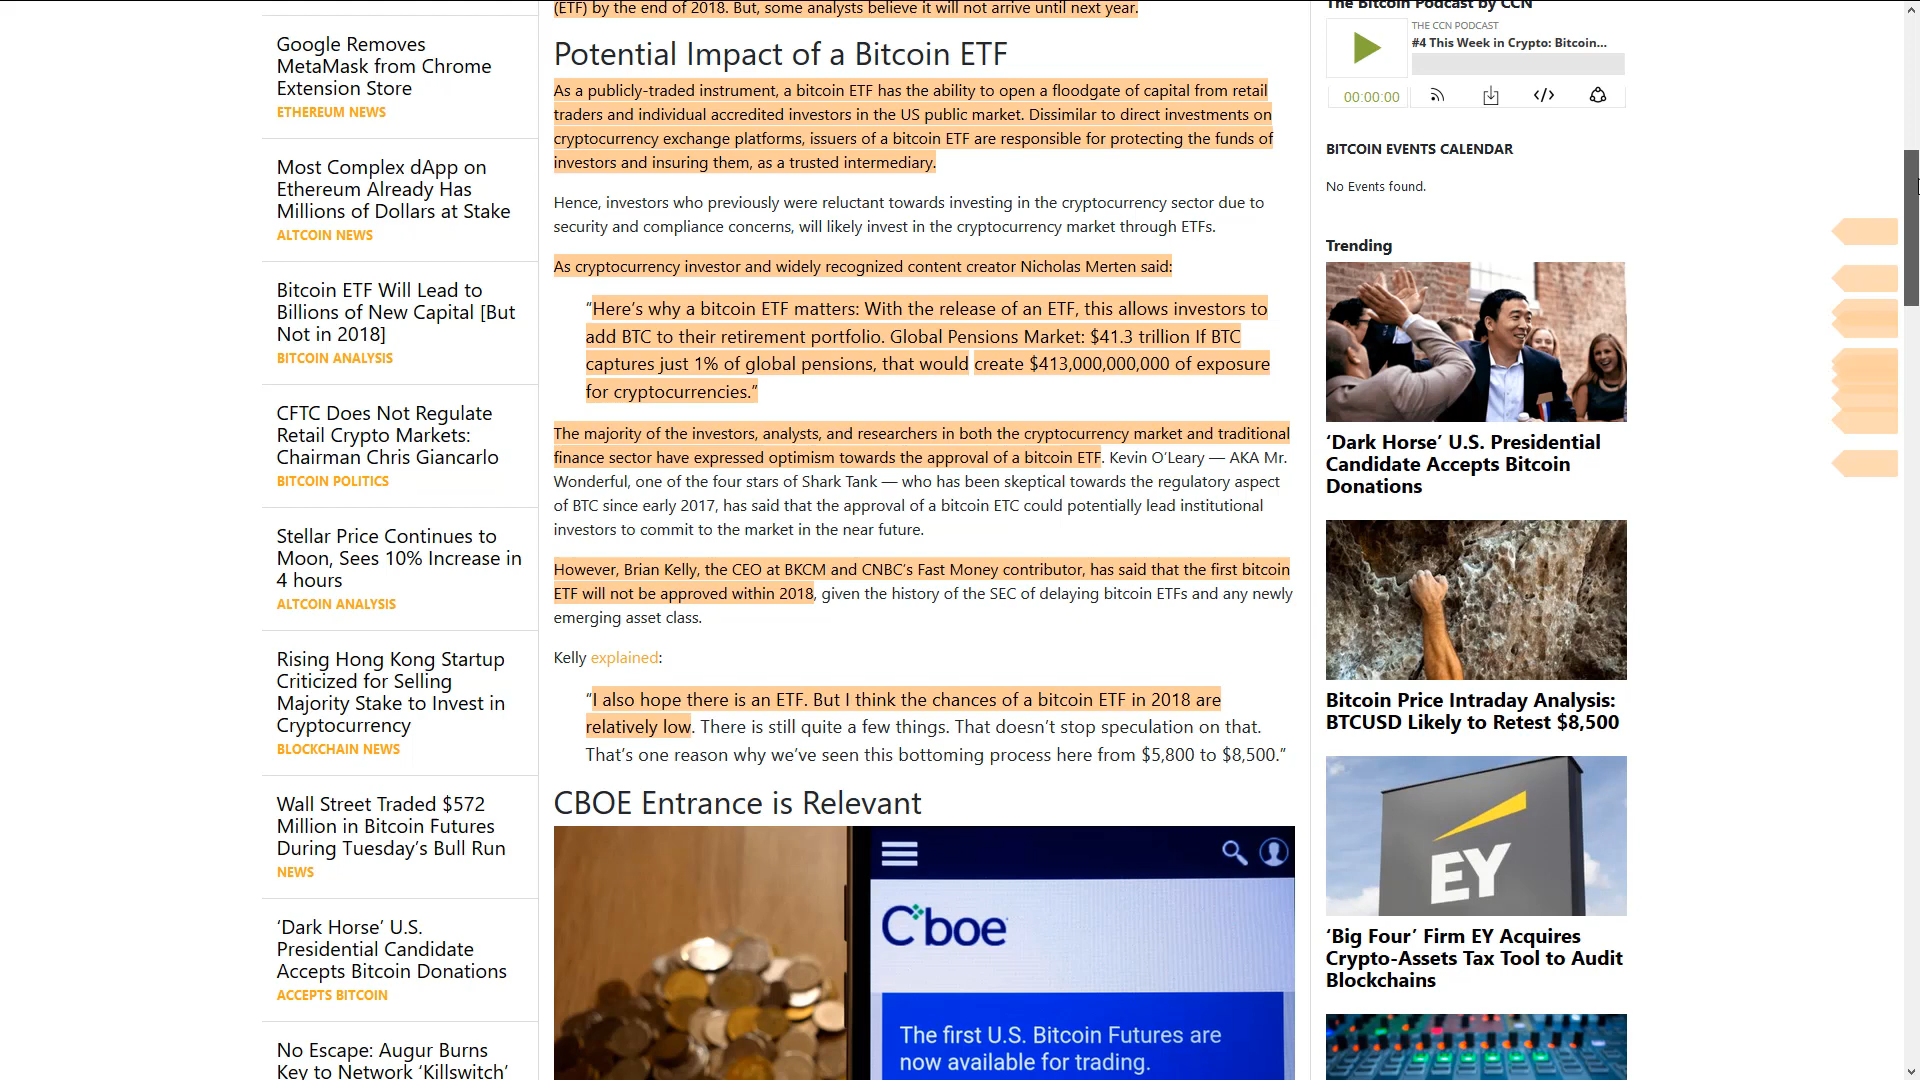 Google Removes
MetaMask from Chrome
Extension Store
ETHEREUM NEWS
Most Complex dApp on
Ethereum Already Has
Millions of Dollars at Stake
ALTCOIN NEWS
Bitcoin ETF Will Lead to
Billions of New Capital [But
Not in 2018]
BITCOIN ANALYSIS
CFTC Does Not Regulate
Retail Crypto Markets:
Chairman Chris Giancarlo
BITCOIN POLITICS
Stellar Price Continues to
Moon, Sees 10% Increase in
4 hours
ALTCOIN ANALYSIS
Rising Hong Kong Startup
Criticized for Selling
Majority Stake to Invest in
Cryptocurrency
BLOCKCHAIN NEWS
Wall Street Traded $572
Million in Bitcoin Futures
During Tuesday’s Bull Run
NEWS
‘Dark Horse’ U.S.
Presidential Candidate
Accepts Bitcoin Donations
ACCEPTS BITCOIN
No Escape: Augur Burns
Key to Network ‘Killswitch’
(ETF) by the end of 2018. But, some analysts believe it will not arrive until next year.
Potential Impact of a Bitcoin ETF
As a publicly-traded instrument, a bitcoin ETF has the ability to open a floodgate of capital from retail
traders and individual accredited investors in the US public market. Dissimilar to direct investments on
cryptocurrency exchange platforms, issuers of a bitcoin ETF are responsible for protecting the funds of
investors and insuring them, as a trusted intermediary.
Hence, investors who previously were reluctant towards investing in the cryptocurrency sector due to
security and compliance concerns, will likely invest in the cryptocurrency market through ETFs.
As cryptocurrency investor and widely recognized content creator Nicholas Merten said:
“Here’s why a bitcoin ETF matters: With the release of an ETF, this allows investors to
add BTC to their retirement portfolio. Global Pensions Market: $41.3 trillion If BTC
captures just 1% of global pensions, that would create $413,000,000,000 of exposure
for cryptocurrencies.”
The majority of the investors, analysts, and researchers in both the cryptocurrency market and traditional
finance sector have expressed optimism towards the approval of a bitcoin ETF. Kevin O’Leary — AKA Mr.
Wonderful, one of the four stars of Shark Tank — who has been skeptical towards the regulatory aspect
of BTC since early 2017, has said that the approval of a bitcoin ETC could potentially lead institutional
investors to commit to the market in the near future.
However, Brian Kelly, the CEO at BKCM and CNBC’s Fast Money contributor, has said that the first bitcoin
ETF will not be approved within 2018, given the history of the SEC of delaying bitcoin ETFs and any newly
emerging asset class.
Kelly explained:
“I also hope there is an ETF. But I think the chances of a bitcoin ETF in 2018 are
relatively low. There is still quite a few things. That doesn’t stop speculation on that.
That’s one reason why we’ve seen this bottoming process here from $5,800 to $8,500.”
CBOE Entrance is Relevant
Cboe
The first U.S. Bitcoin Futures are
now available for trading.
The Bitcoin Podcast by CCN
THE CCN PODCAST
#4 This Week in Crypto: Bitcoin...
00:00:00
BITCOIN EVENTS CALENDAR
No Events found.
Trending
‘Dark Horse’ U.S. Presidential
Candidate Accepts Bitcoin
Donations
Bitcoin Price Intraday Analysis:
BTCUSD Likely to Retest $8,500
EY
‘Big Four’ Firm EY Acquires
Crypto-Assets Tax Tool to Audit
Blockchains